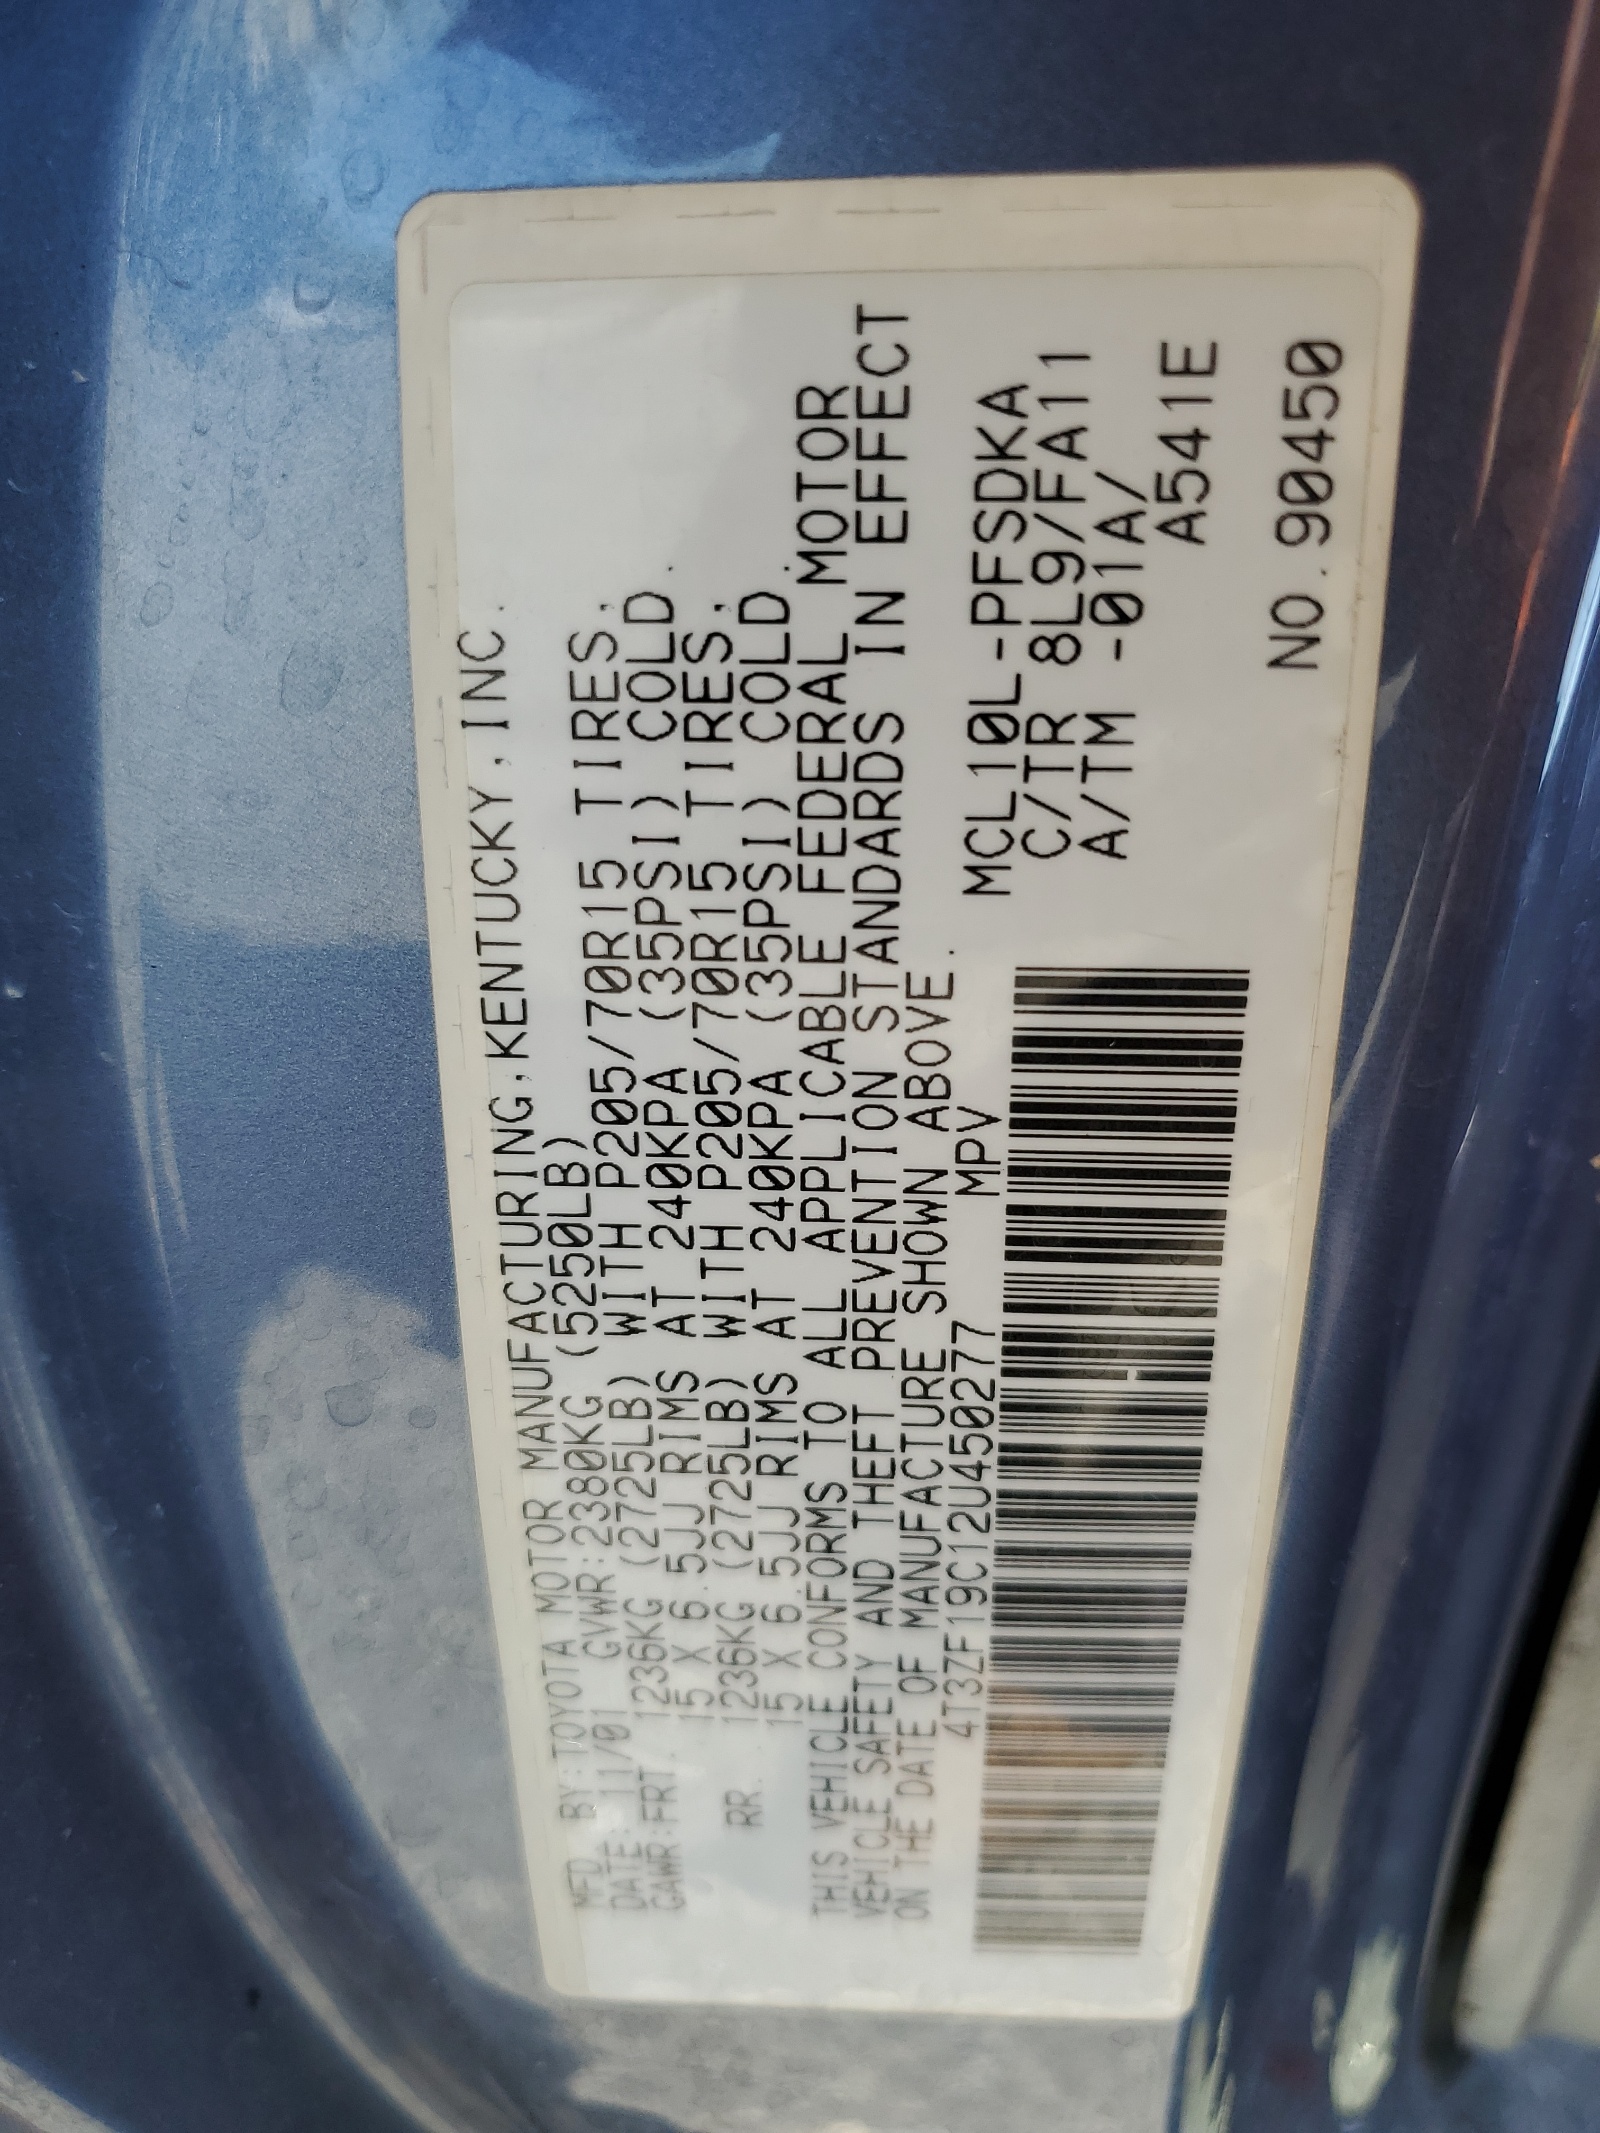 MFD BY:TOYOTA MOTOR MANUFACTURING,KENTUCKY,INC.
DATE: 11/01 GVWR:2380KG (5250LB)
GAWR:FRT. 1236KG (2725LB) WITH P205/70R15 TIRES,
15 X 6.5JJ RIMS AT 240KPA (35PSI) COLD.
RR. 1236KG (2725LB) WITH P205/70R15 TIRES,
15 X 6.5JJ RIMS AT 240KPA (35PSI) COLD.
THIS VEHICLE CONFORMS TO ALL APPLICABLE FEDERAL MOTOR
VEHICLE SAFETY AND THEFT PREVENTION STANDARDS IN EFFECT
ON THE DATE OF MANUFACTURE SHOWN ABOVE.
4T3ZF19C12U450277 MPV MCL10L-PFSDKA
C/TR 8L9/FA11
A/TM -01A/
A541E
NO.90450